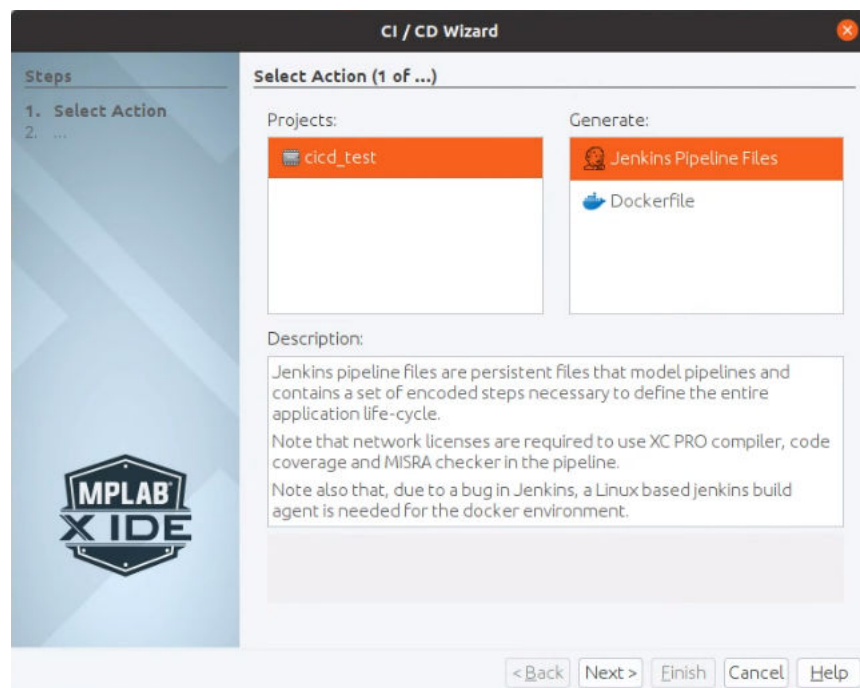 CI / CD Wizard
Steps
1. Select Action
2. ...
Select Action (1 of ...)
Projects:
cicd_test
Generate:
Jenkins Pipeline Files
Dockerfile
Description:
Jenkins pipeline files are persistent files that model pipelines and
contains a set of encoded steps necessary to define the entire
application life-cycle.
Note that network licenses are required to use XC PRO compiler, code
coverage and MISRA checker in the pipeline.
Note also that, due to a bug in Jenkins, a Linux based jenkins build
agent is needed for the docker environment.
MPLAB
X IDE
< Back Next > Finish Cancel Help